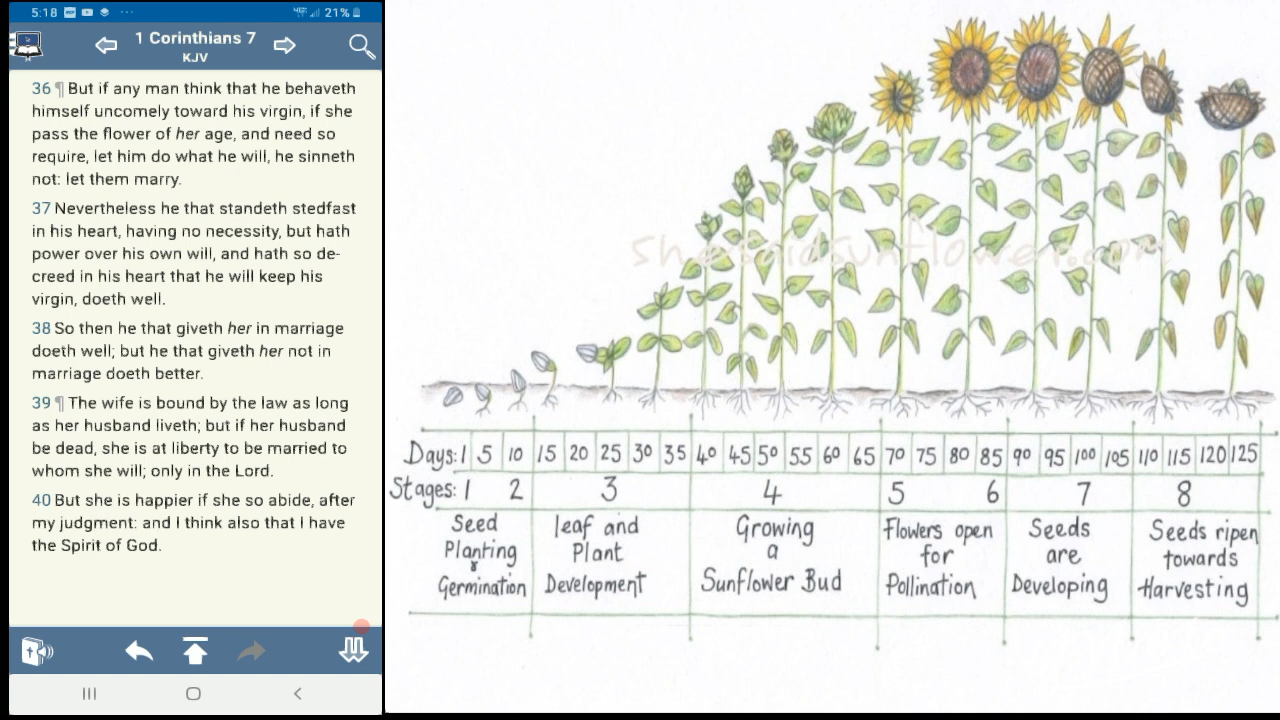 5:18
21%
1 Corinthians 7
KJV
36 ¶ But if any man think that he behaveth
himself uncomely toward his virgin, if she
pass the flower of her age, and need so
require, let him do what he will, he sinneth
not: let them marry.
37 Nevertheless he that standeth stedfast
in his heart, having no necessity, but hath
power over his own will, and hath so de-
creed in his heart that he will keep his
virgin, doeth well.
38 So then he that giveth her in marriage
doeth well; but he that giveth her not in
marriage doeth better.
39 ¶ The wife is bound by the law as long
as her husband liveth; but if her husband
be dead, she is at liberty to be married to
whom she will; only in the Lord.
40 But she is happier if she so abide, after
my judgment: and I think also that I have
the Spirit of God.
shesaidsunflower.com
Days: 1 5 10 15 20 25 30 35 40 45 50 55 60 65 70 75 80 85 90 95 100 105 110 115 120 125
Stages: 1 2 3 4 5 6 7 8
Seed
Planting
&
Germination
leaf and
Plant
Development
Growing
a
Sunflower Bud
Flowers open
for
Pollination
Seeds
are
Developing
Seeds ripen
towards
Harvesting